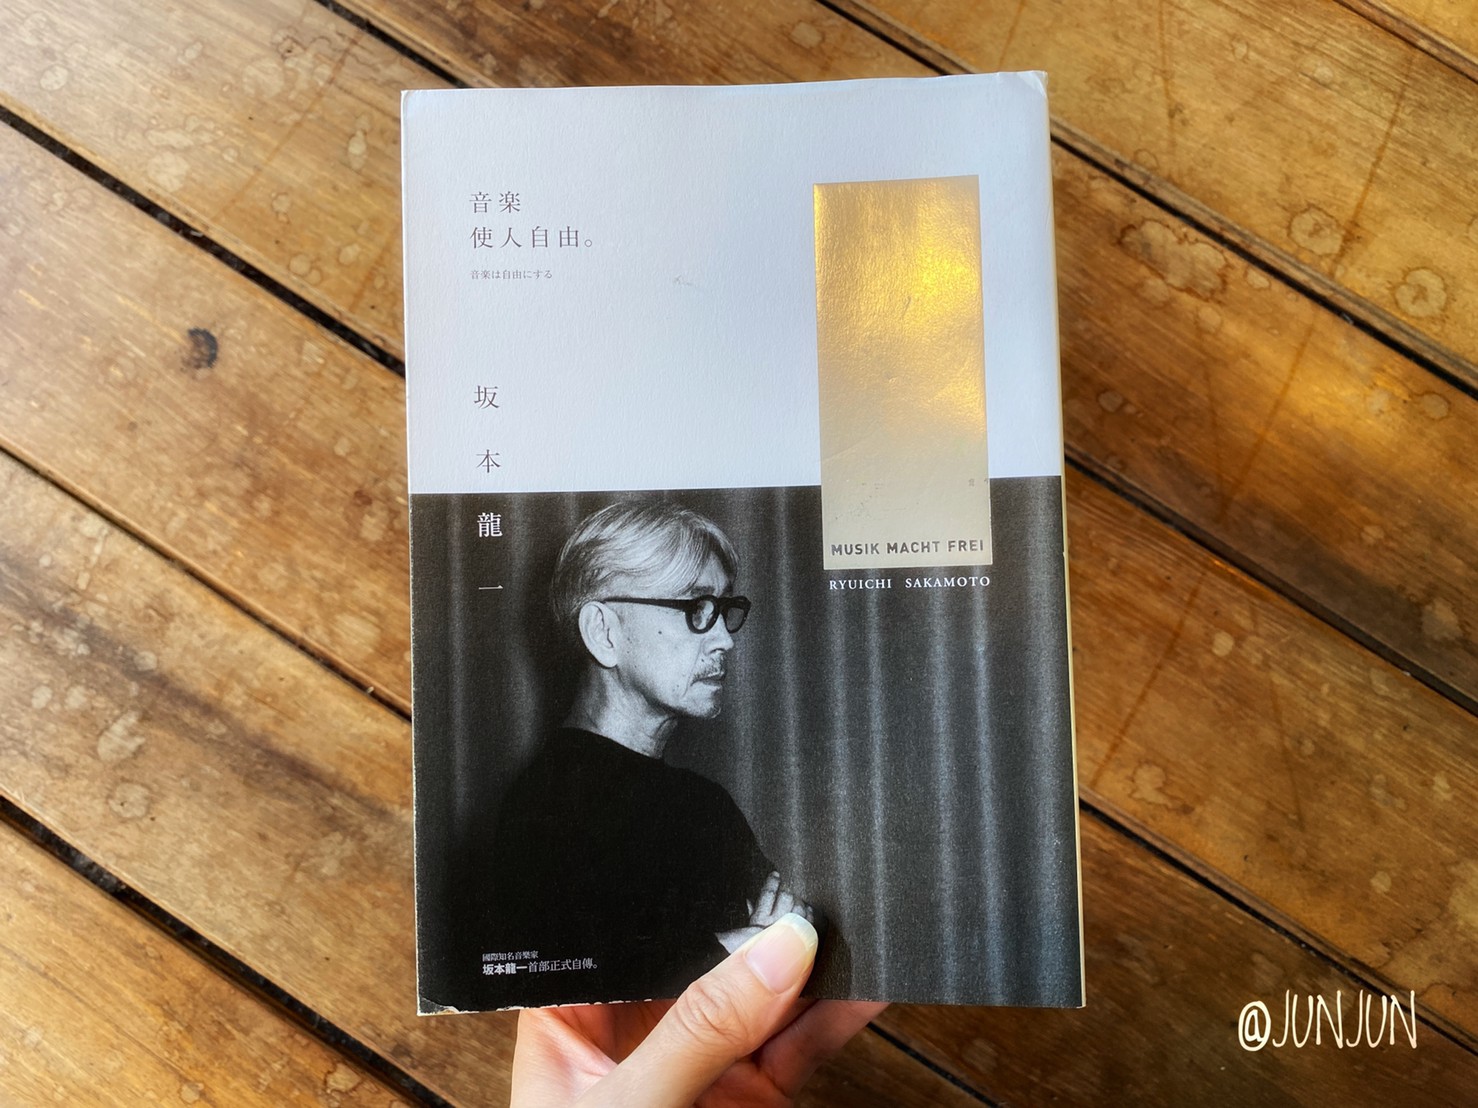 音楽
使人自由。
音楽は自由にする
坂本龍一
MUSIK MACHT FREI
RYUICHI SAKAMOTO
國際知名音樂家
坂本龍一首部正式自傳。
@JUNJUN